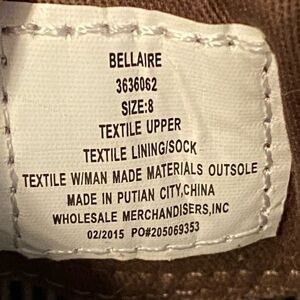 BELLAIRE
3636062
SIZE:8
TEXTILE UPPER
TEXTILE LINING/SOCK
TEXTILE W/MAN MADE MATERIALS OUTSOLE
MADE IN PUTIAN CITY,CHINA
WHOLESALE MERCHANDISERS,INC
02/2015 PO#205069353